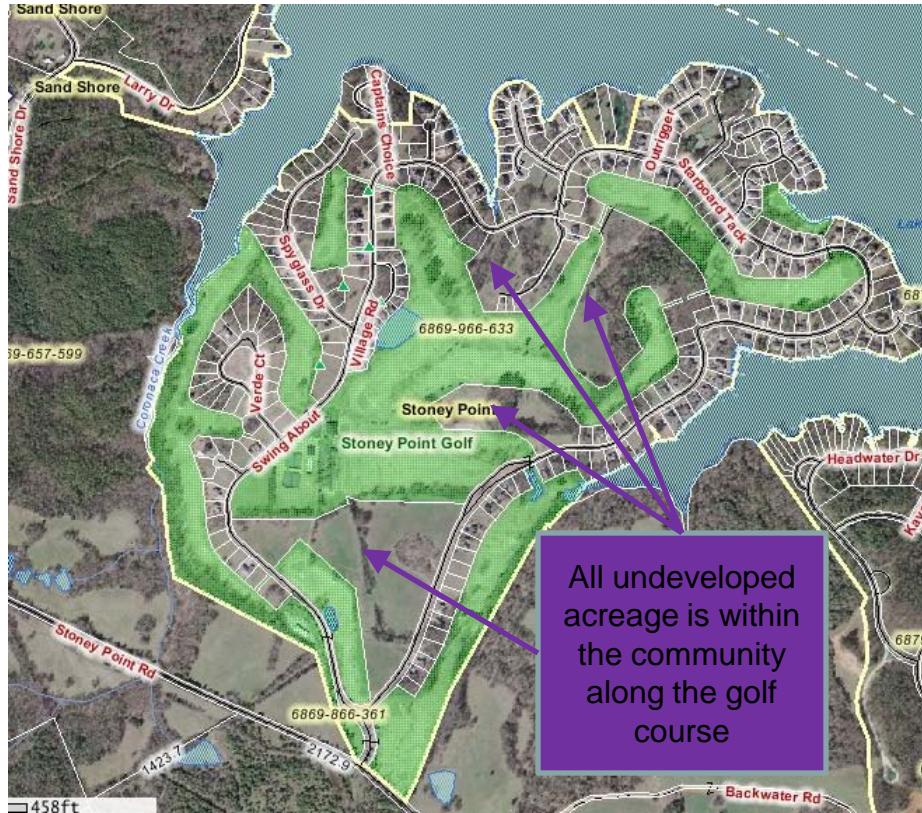 Sand Shore
Sand Shore
Larry Dr
Sand Shore Dr
Captains Choice
Outrigger
Starboard Tack
Spyglass Dr
Village Rd
6869-966-633
69-657-599
Coronaca Creek
Verde Ct
Swing About
Stoney Point
Stoney Point Golf
Headwater Dr
All undeveloped
acreage is within
the community
along the golf
course
Stoney Point Rd
6869-866-361
1423.7
2172.9
Backwater Rd
458ft